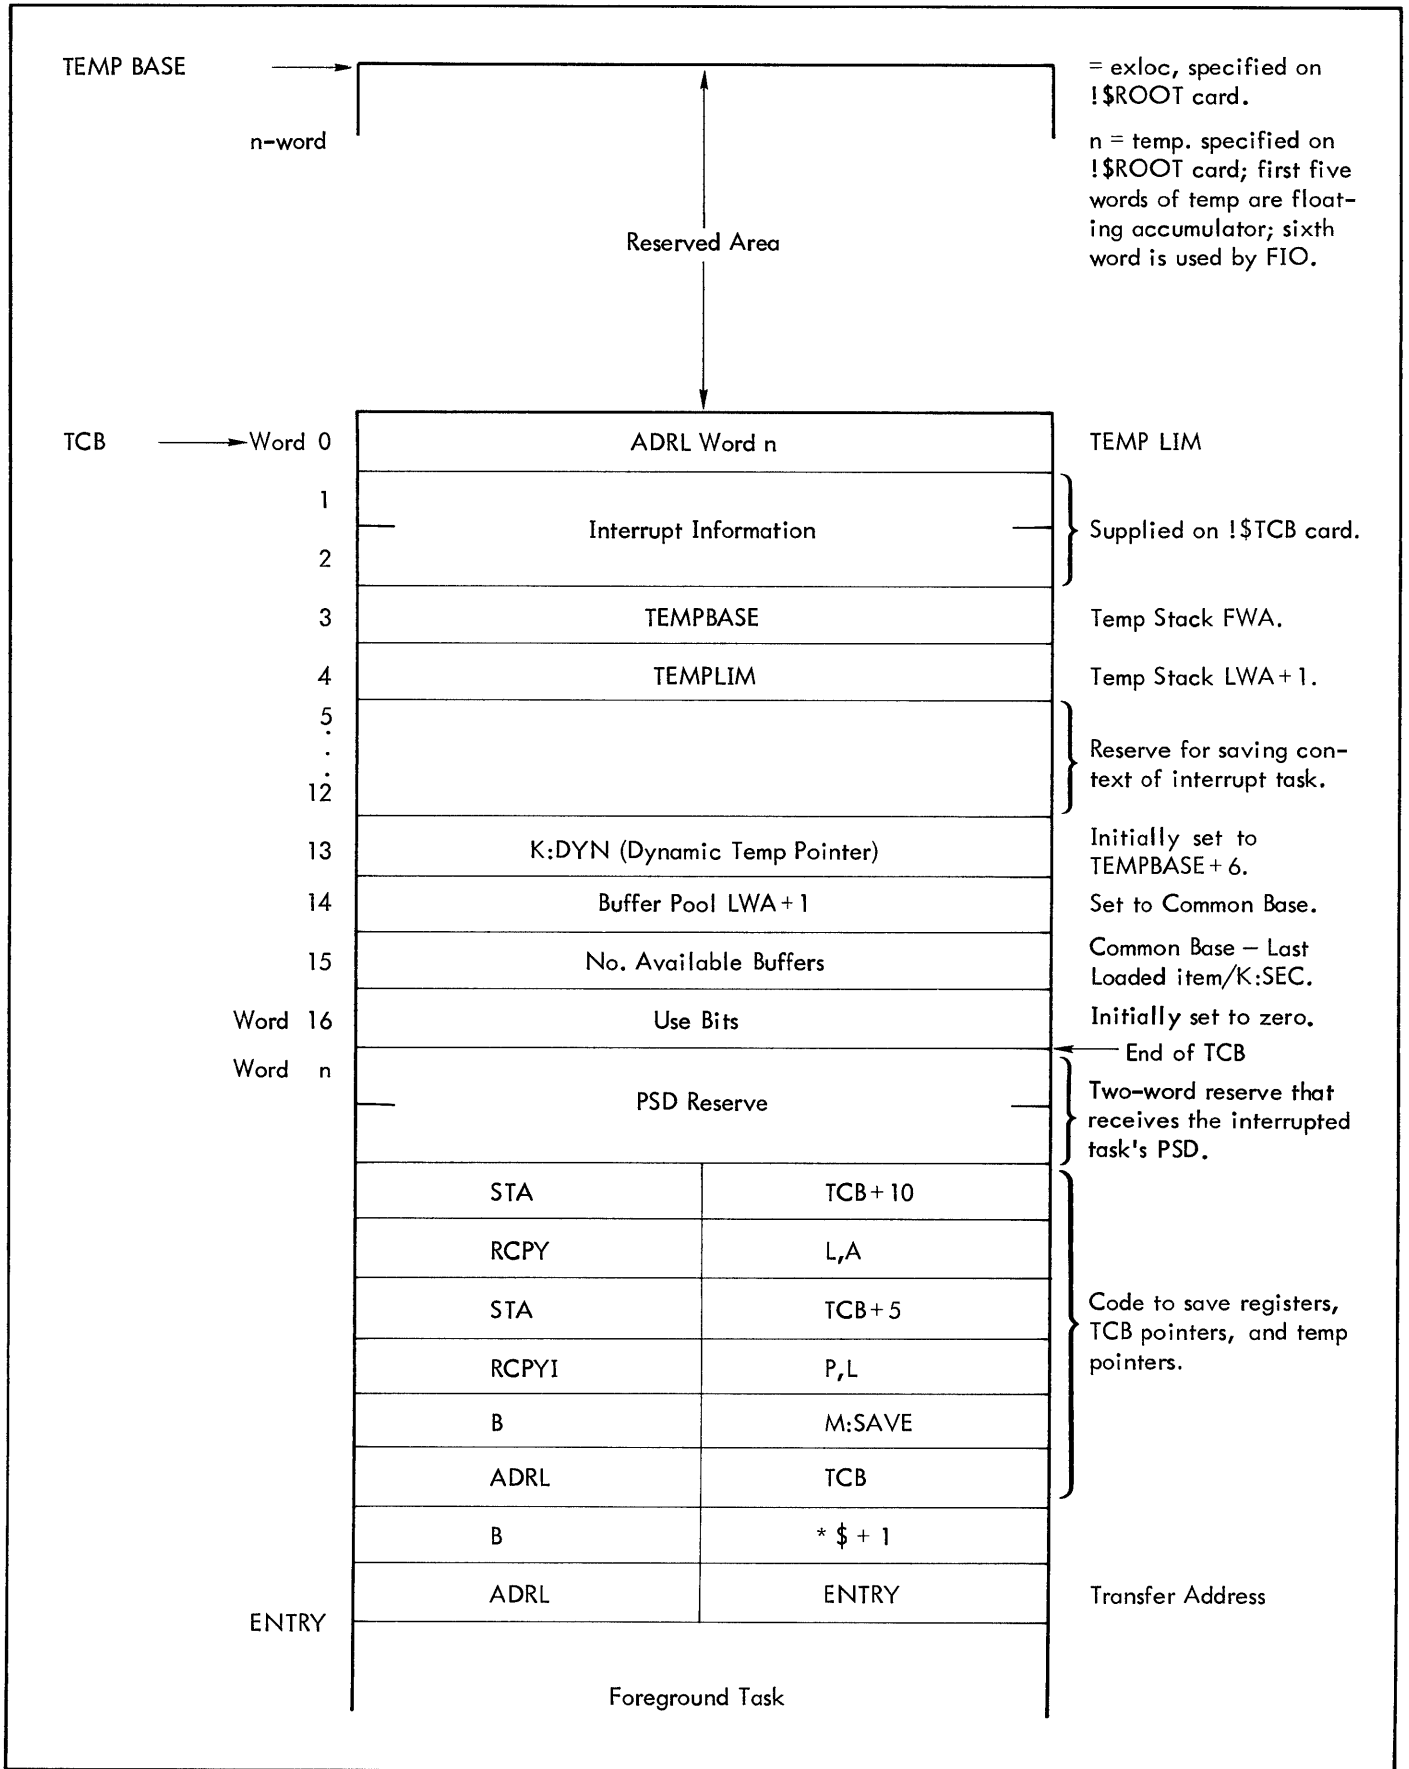 TEMP BASE
= exloc, specified on
!$ROOT card.
n-word
n = temp. specified on
!$ROOT card; first five
words of temp are float-
ing accumulator; sixth
word is used by FIO.
Reserved Area
TCB Word 0 ADRL Word n TEMP LIM
1
Interrupt Information Supplied on !$TCB card.
2
3 TEMPBASE Temp Stack FWA.
4 TEMPLIM Temp Stack LWA+1.
5
.
.
.
12
Reserve for saving con-
text of interrupt task.
13 K:DYN (Dynamic Temp Pointer) Initially set to
TEMPBASE+6.
14 Buffer Pool LWA+1 Set to Common Base.
15 No. Available Buffers Common Base — Last
Loaded item/K:SEC.
Word 16 Use Bits Initially set to zero.
End of TCB
Word n
PSD Reserve
Two-word reserve that
receives the interrupted
task's PSD.
STA TCB+10
RCPY L,A
STA TCB+5
RCPYI P,L
B M:SAVE
ADRL TCB
Code to save registers,
TCB pointers, and temp
pointers.
B * $ + 1
ADRL ENTRY Transfer Address
ENTRY
Foreground Task